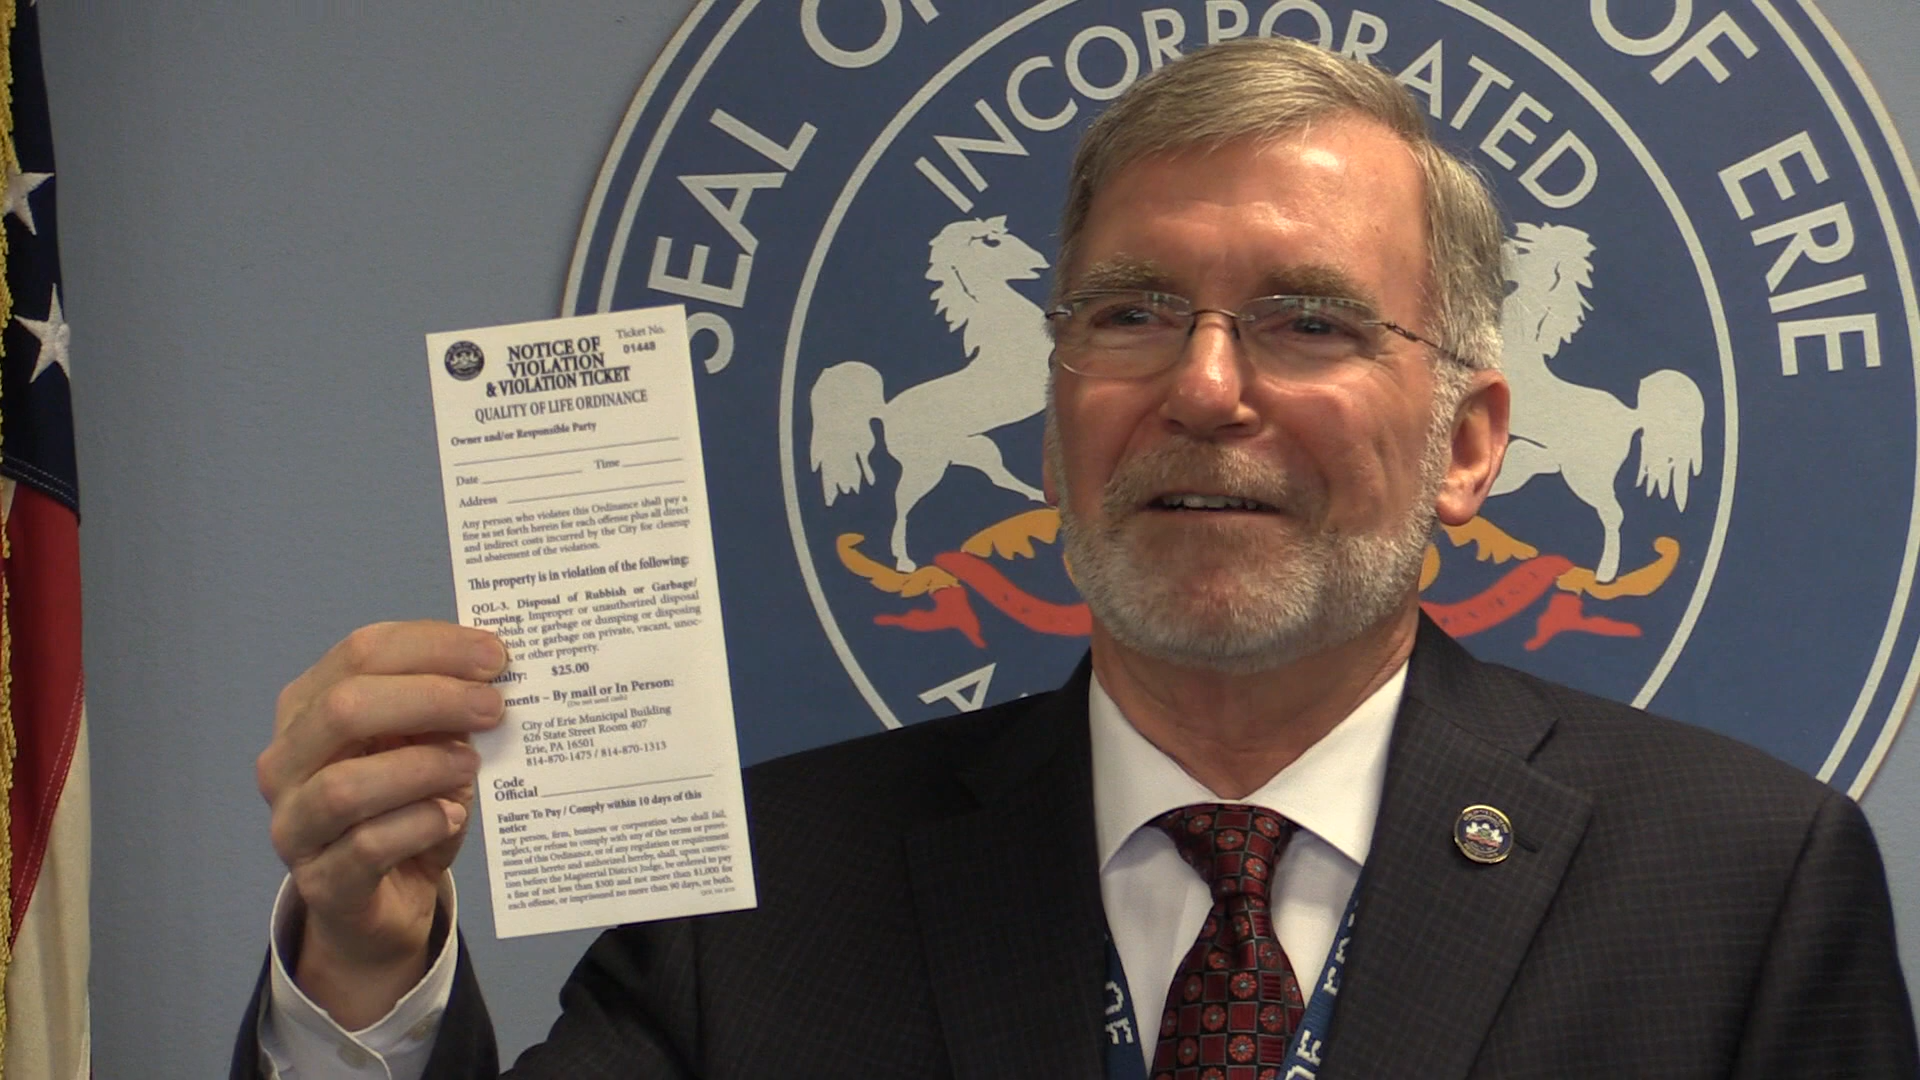 SEAL OF
OF ERIE
INCORPORATED
Ticket No.
01448
NOTICE OF
VIOLATION
& VIOLATION TICKET
QUALITY OF LIFE ORDINANCE
Owner and/or Responsible Party
Date Time
Address
Any person who violates this Ordinance shall pay a
fine as set forth herein for each offense plus all direct
and indirect costs incurred by the City for cleanup
and abatement of the violation.
This property is in violation of the following:
QOL-3. Disposal of Rubbish or Garbage/
Dumping. Improper or unauthorized disposal
bbish or garbage or dumping or disposing
bish or garbage on private, vacant, unoc-
, or other property.
nalty: $25.00
ments – By mail or In Person:
(Do not send cash)
City of Erie Municipal Building
626 State Street Room 407
Erie, PA 16501
814-870-1475 / 814-870-1313
Code
Official
Failure To Pay / Comply within 10 days of this
notice
Any person, firm, business or corporation who shall fail,
neglect, or refuse to comply with any of the terms or provi-
sions of this Ordinance, or of any regulation or requirement
pursuant hereto and authorized hereby, shall, upon convic-
tion before the Magisterial District Judge, be ordered to pay
a fine of not less than $300 and not more than $1,000 for
each offense, or imprisoned no more than 90 days, or both.